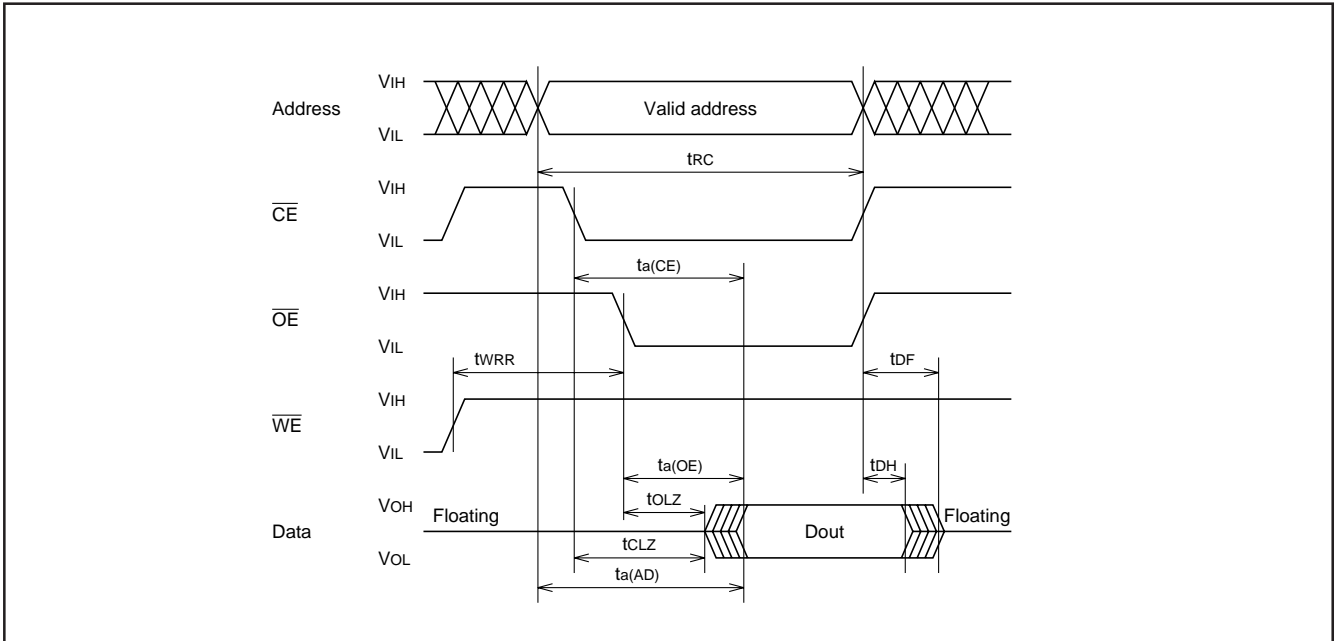 VIH
Address
Valid address
VIL
tRC
VIH
CE
VIL
ta(CE)
VIH
OE
VIL
tWRR
tDF
VIH
WE
VIL
ta(OE)
tDH
tOLZ
VOH
Floating
Floating
Data
Dout
tCLZ
VOL
ta(AD)